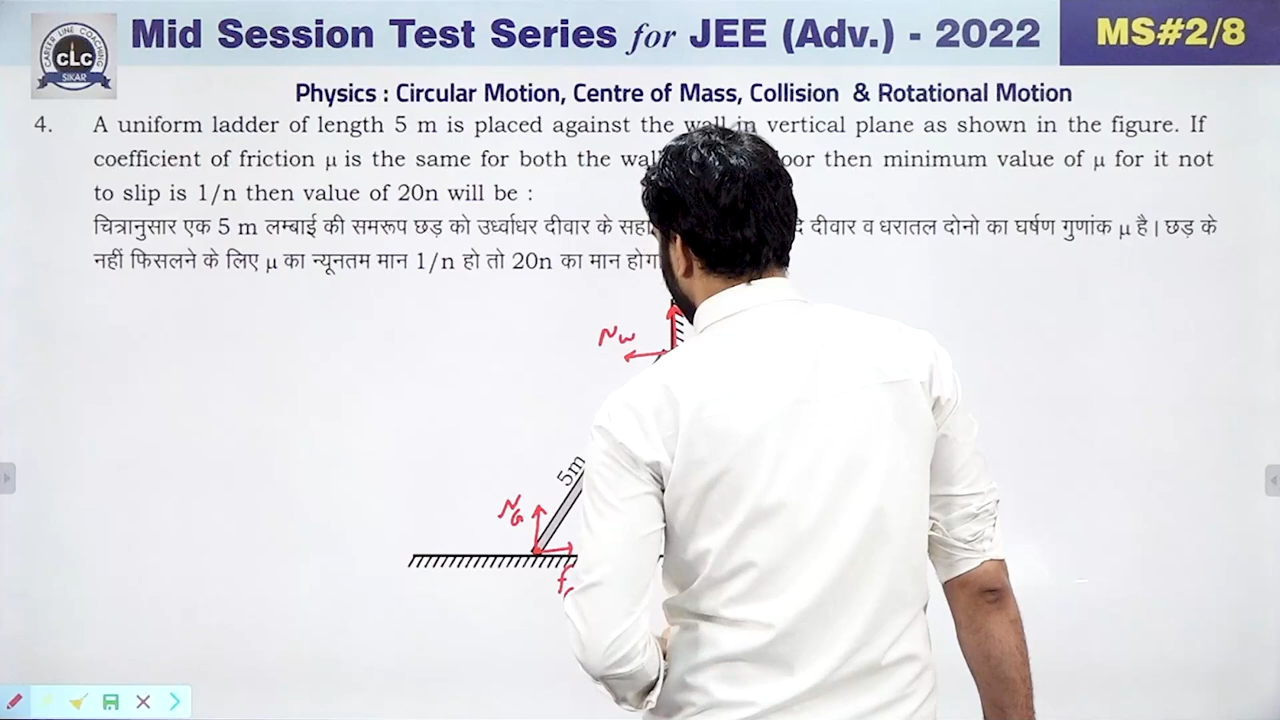 Mid Session Test Series for JEE (Adv.) - 2022
MS#2/8
CAREER LINE COACHING
CLC
SIKAR
Physics : Circular Motion, Centre of Mass, Collision & Rotational Motion
4. A uniform ladder of length 5 m is placed against the wall in vertical plane as shown in the figure. If
coefficient of friction μ is the same for both the then minimum value of μ for it not
to slip is 1/n then value of 20n will be :
चित्रानुसार एक 5 m लम्बाई की समरूप छड़ को उर्ध्वाधर दीवार के दीवार व धरातल दोनो का घर्षण गुणांक μ है। छड़ के
नहीं फिसलने के लिए μ का न्यूनतम मान 1/n हो तो 20n का मान
Nw
5m
NG
f